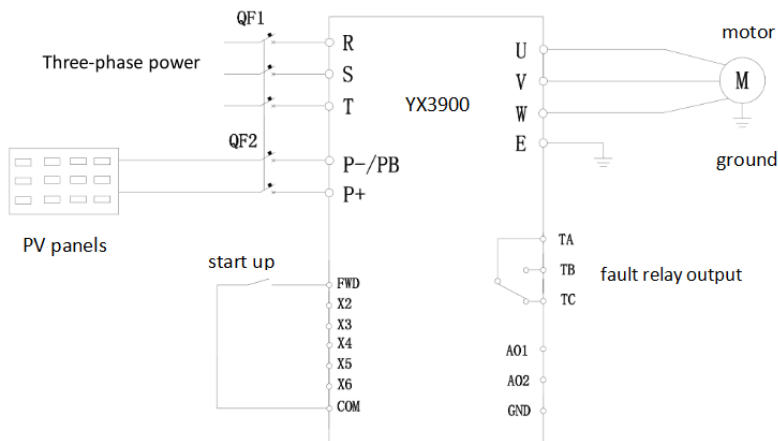 QF1
Three-phase power
R
S
T
QF2
P-/PB
P+
PV panels
start up
FWD
X2
X3
X4
X5
X6
COM
YX3900
U
V
W
E
motor
M
ground
TA
TB
TC
fault relay output
AO1
AO2
GND